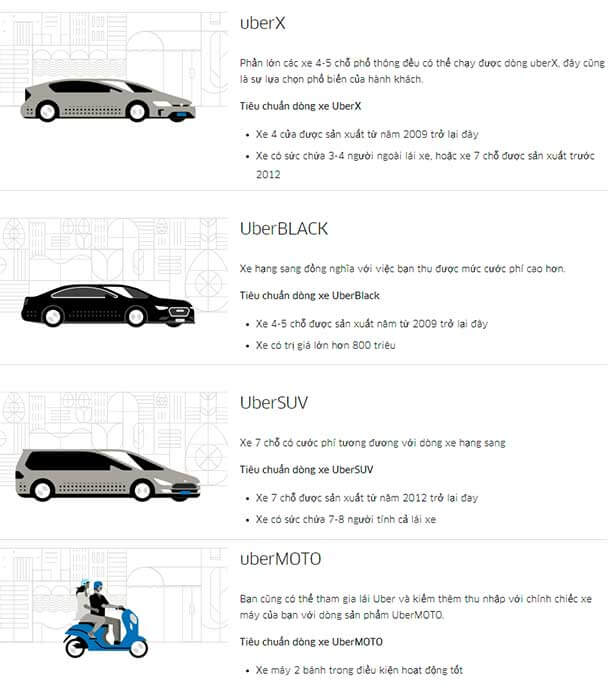 uberX
Phần lớn các xe 4-5 chỗ phổ thông đều có thể chạy được dòng uberX, đây cũng
là sự lựa chọn phổ biến của hành khách.
Tiêu chuẩn dòng xe UberX
• Xe 4 cửa được sản xuất từ năm 2009 trở lại đây
• Xe có sức chứa 3-4 người ngoài lái xe, hoặc xe 7 chỗ được sản xuất trước
2012
UberBLACK
Xe hạng sang đồng nghĩa với việc bạn thu được mức cước phí cao hơn.
Tiêu chuẩn dòng xe UberBlack
• Xe 4-5 chỗ được sản xuất năm từ 2009 trở lại đây
• Xe có trị giá lớn hơn 800 triệu
UberSUV
Xe 7 chỗ có cước phí tương đương với dòng xe hạng sang
Tiêu chuẩn dòng xe UberSUV
• Xe 7 chỗ được sản xuất từ năm 2012 trở lại đay
• Xe có sức chứa 7-8 người tính cả lái xe
uberMOTO
Bạn cũng có thể tham gia lái Uber và kiếm thêm thu nhập với chính chiếc xe
máy của bạn với dòng sản phẩm UberMOTO.
Tiêu chuẩn dòng xe UberMOTO
• Xe máy 2 bánh trong điều kiện hoạt động tốt